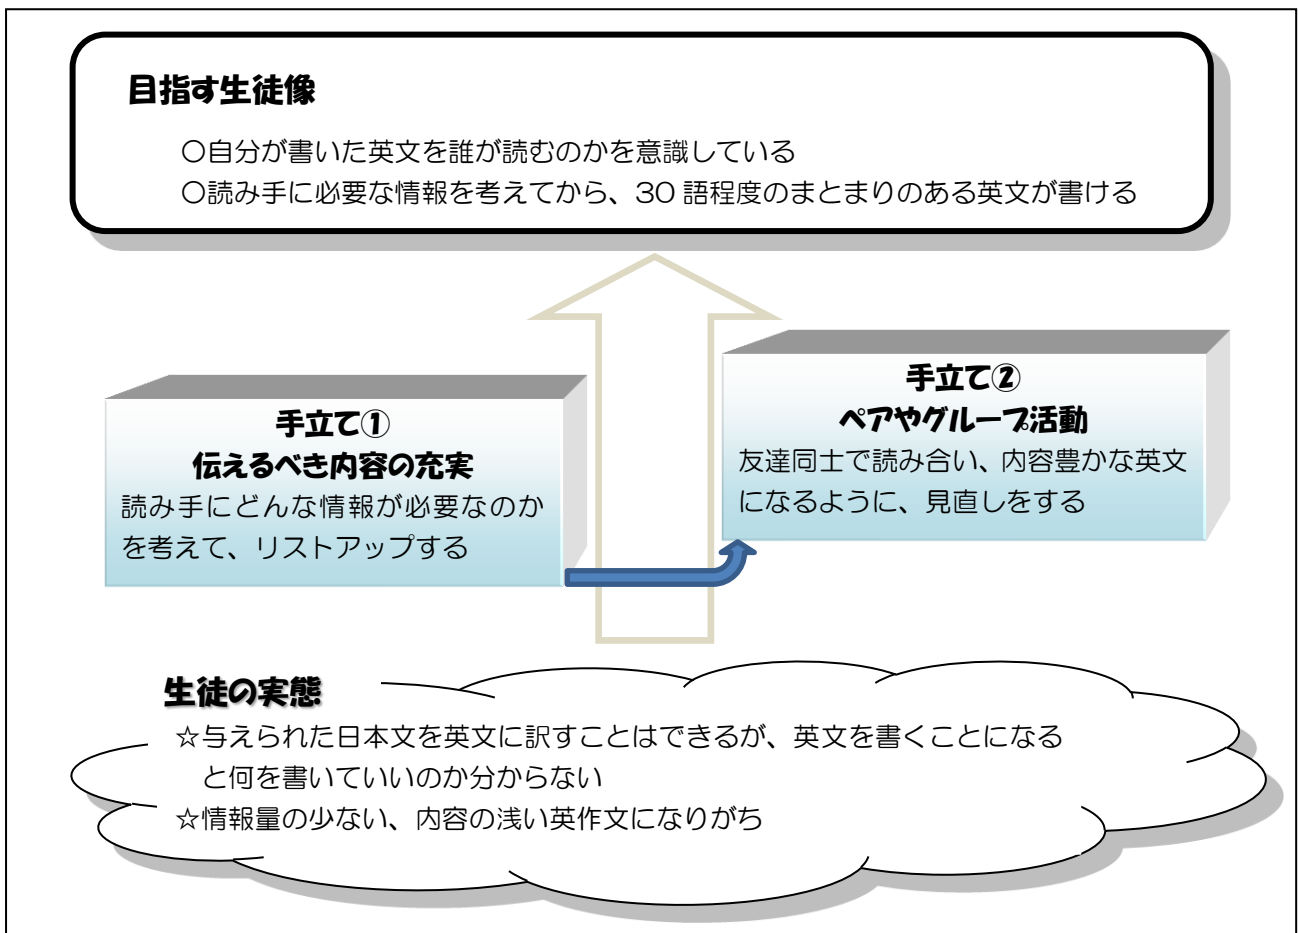 目指す生徒像
○自分が書いた英文を誰が読むのかを意識している
○読み手に必要な情報を考えてから、30 語程度のまとまりのある英文が書ける
手立て①
伝えるべき内容の充実
読み手にどんな情報が必要なのか
を考えて、リストアップする
手立て②
ペアやグループ活動
友達同士で読み合い、内容豊かな英文
になるように、見直しをする
生徒の実態
☆与えられた日本文を英文に訳すことはできるが、英文を書くことになる
と何を書いていいのか分からない
☆情報量の少ない、内容の浅い英作文になりがち